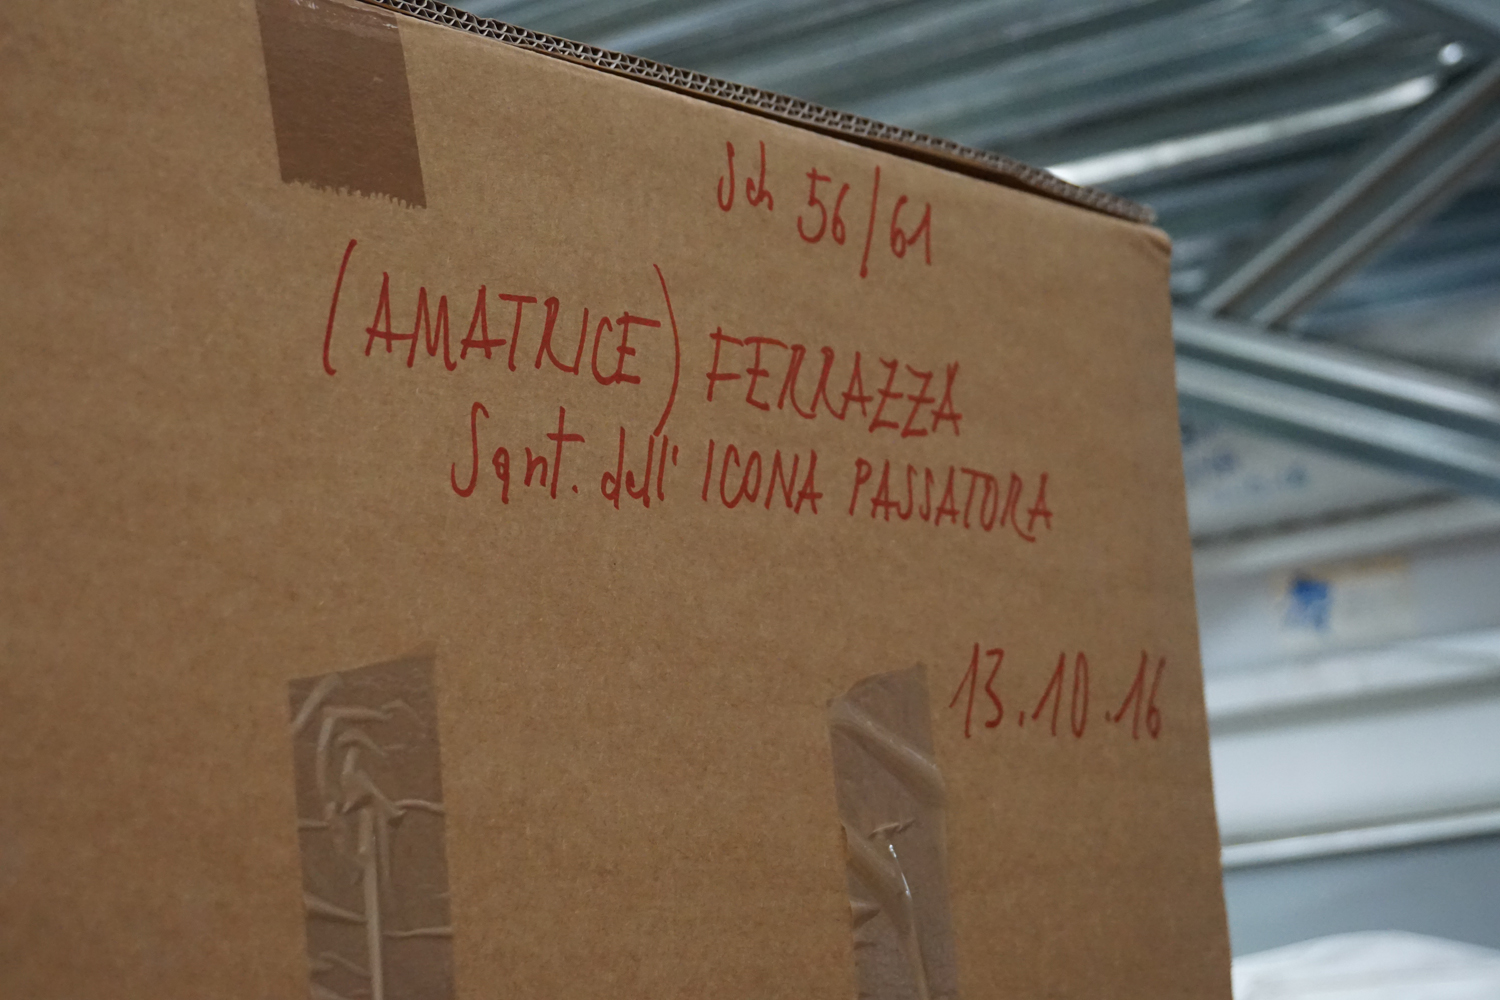 Sch 56/61
(AMATRICE) FERRAZZA
Sant. dell' ICONA PASSATORA
13.10.16